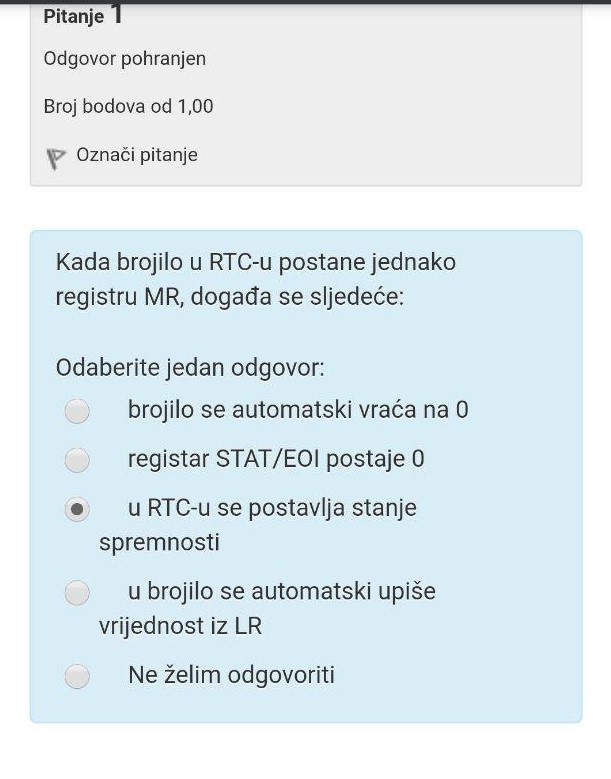 Pitanje 1
Odgovor pohranjen
Broj bodova od 1,00
Označi pitanje
Kada brojilo u RTC-u postane jednako
registru MR, događa se sljedeće:
Odaberite jedan odgovor:
brojilo se automatski vraća na 0
registar STAT/EOI postaje 0
u RTC-u se postavlja stanje
spremnosti
u brojilo se automatski upiše
vrijednost iz LR
Ne želim odgovoriti